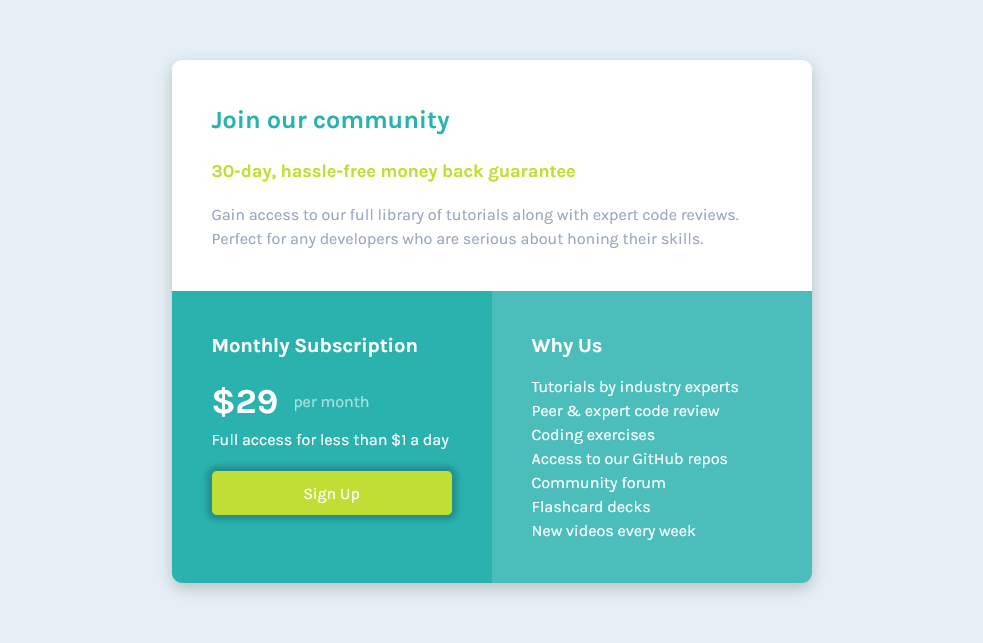 Join our community
30-day, hassle-free money back guarantee
Gain access to our full library of tutorials along with expert code reviews.
Perfect for any developers who are serious about honing their skills.
Monthly Subscription
$29 per month
Full access for less than $1 a day
Sign Up
Why Us
Tutorials by industry experts
Peer & expert code review
Coding exercises
Access to our GitHub repos
Community forum
Flashcard decks
New videos every week